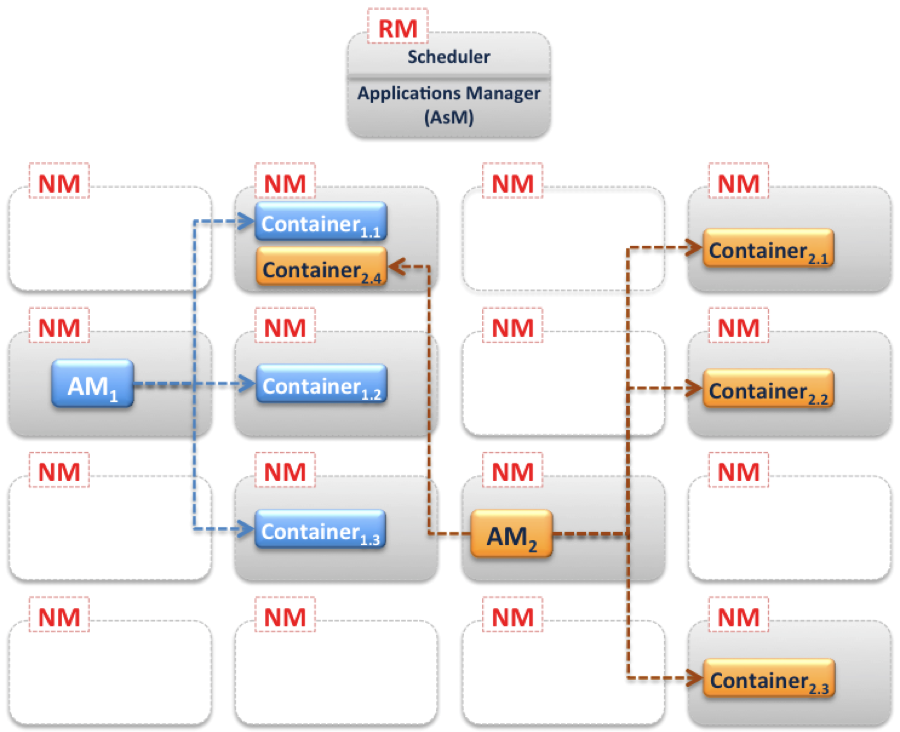 RM
Scheduler
Applications Manager
(AsM)
NM
NM
NM
NM
Container1.1
Container2.4
Container2.1
NM
NM
NM
NM
AM1
Container1.2
Container2.2
NM
NM
NM
NM
Container1.3
AM2
NM
NM
NM
NM
Container2.3